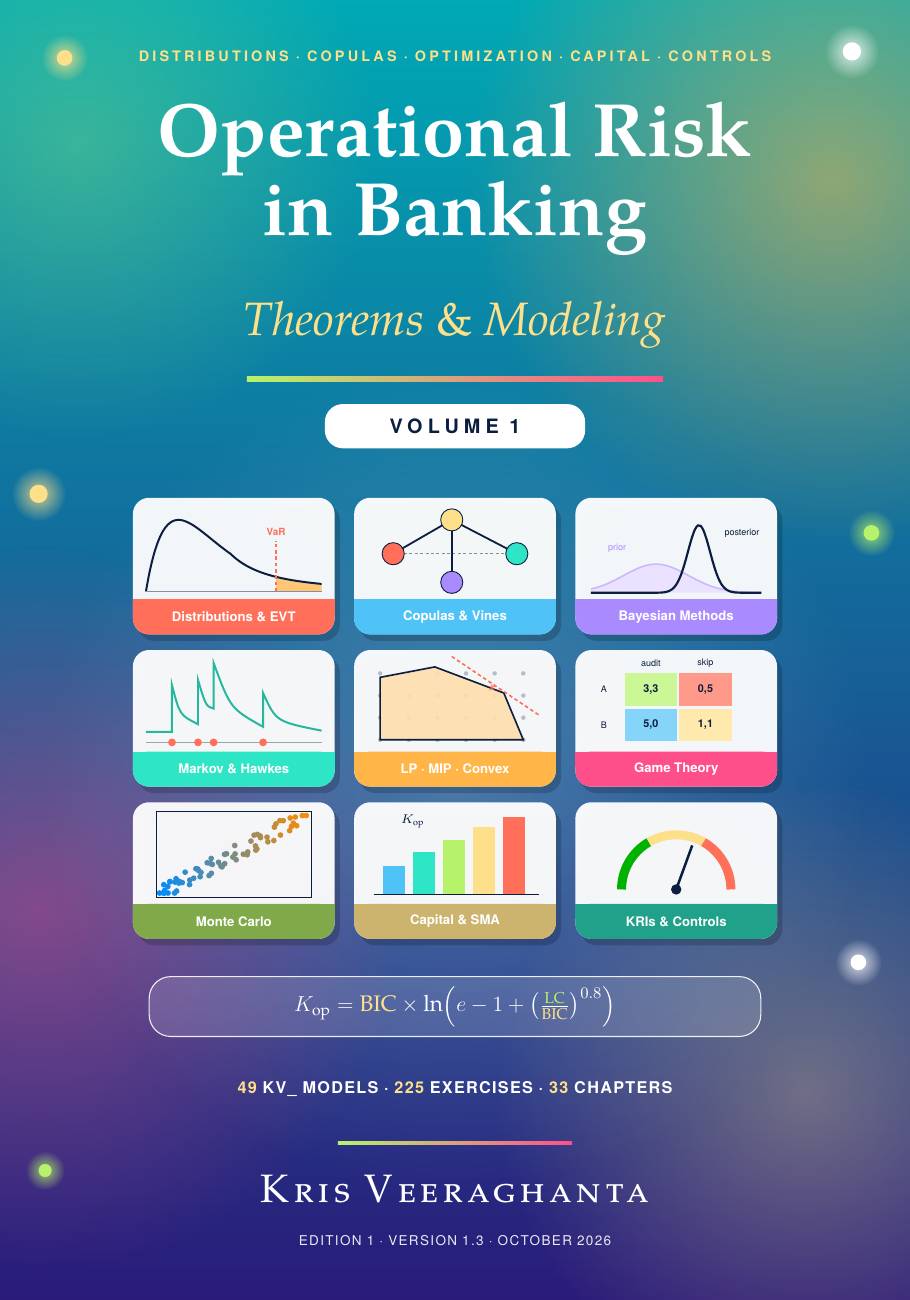 DISTRIBUTIONS · COPULAS · OPTIMIZATION · CAPITAL · CONTROLS
Operational Risk
in Banking
Theorems & Modeling
VOLUME 1
VaR
Distributions & EVT
Copulas & Vines
prior
posterior
Bayesian Methods
Markov & Hawkes
LP · MIP · Convex
audit skip
A 3,3 0,5
B 5,0 1,1
Game Theory
Monte Carlo
K_op
Capital & SMA
KRIs & Controls
K_op = BIC × ln(e − 1 + (LC/BIC)^0.8)
49 KV_ MODELS · 225 EXERCISES · 33 CHAPTERS
KRIS VEERAGHANTA
EDITION 1 · VERSION 1.3 · OCTOBER 2026